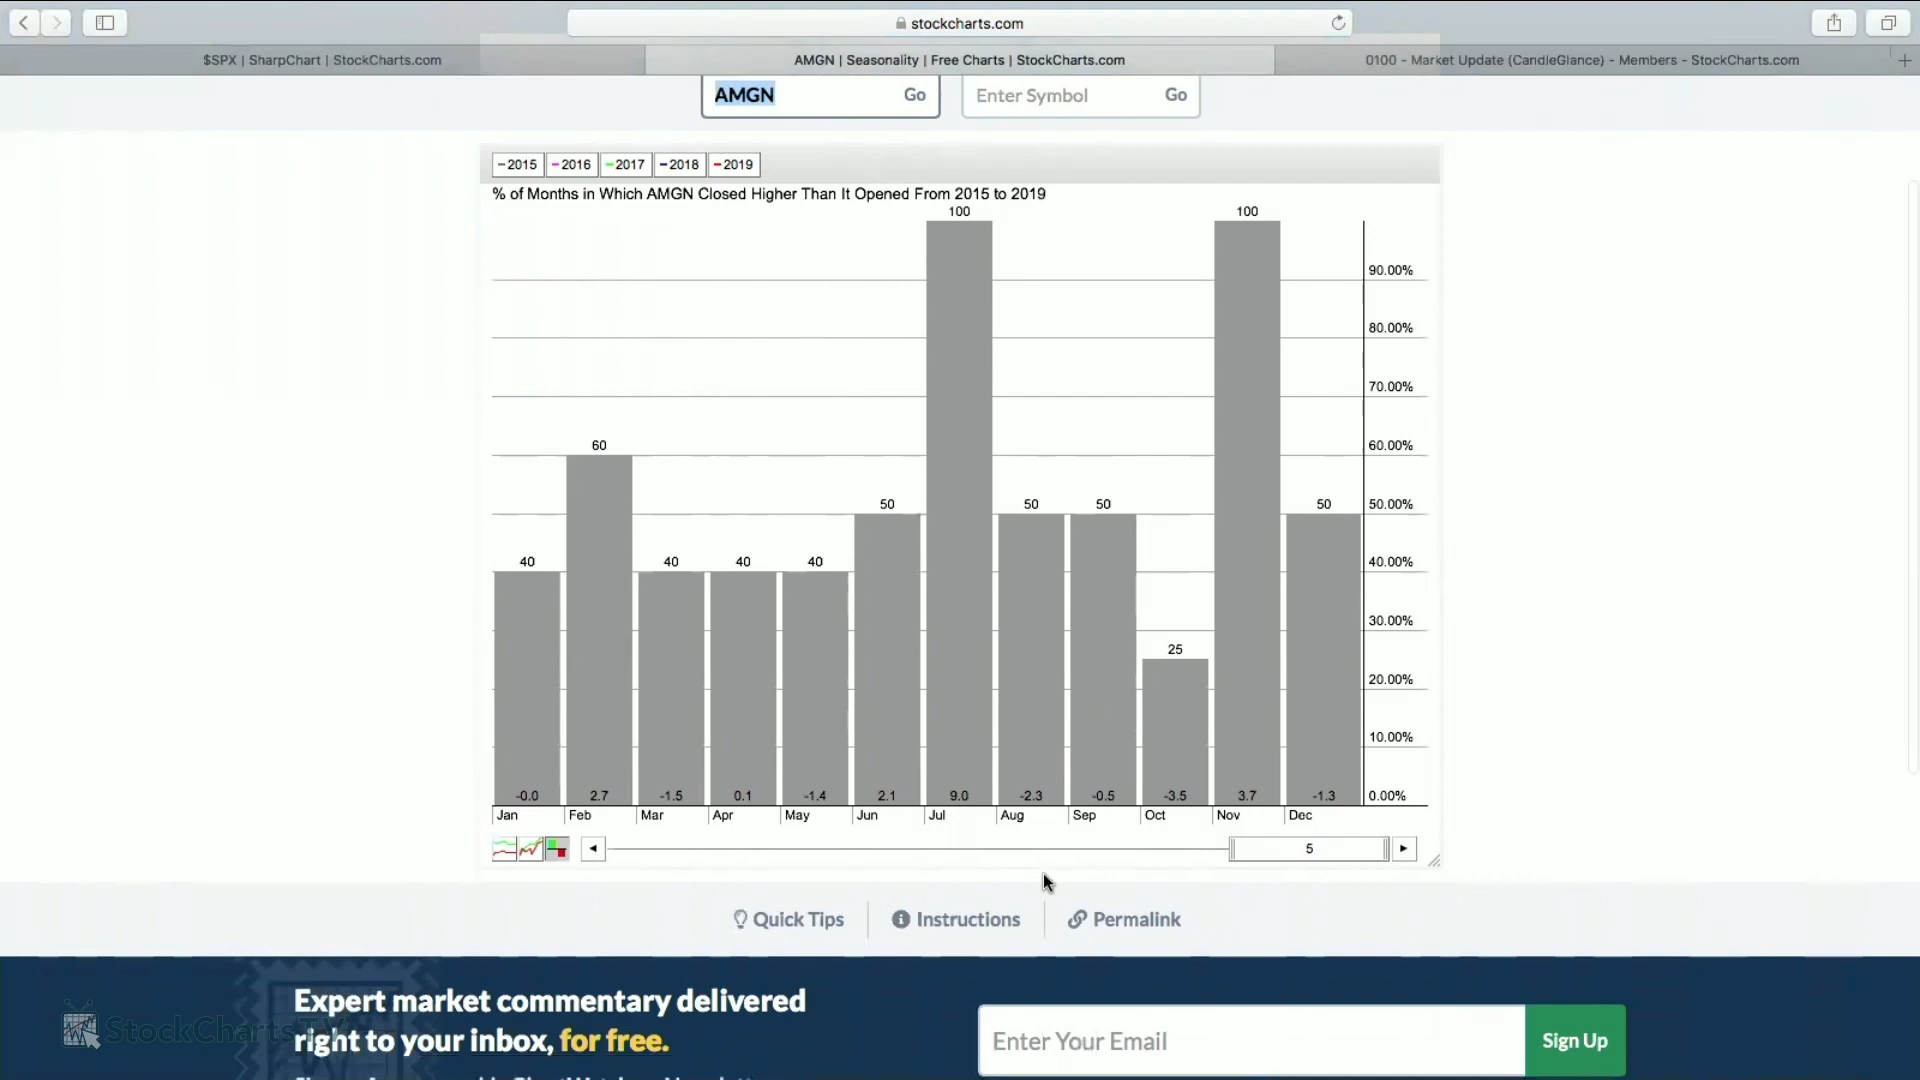 stockcharts.com
$SPX | SharpChart | StockCharts.com
AMGN | Seasonality | Free Charts | StockCharts.com
0100 - Market Update (CandleGlance) - Members - StockCharts.com
AMGN Go
Enter Symbol Go
2015 2016 2017 2018 2019
% of Months in Which AMGN Closed Higher Than It Opened From 2015 to 2019
100 100
90.00%
80.00%
70.00%
60 60.00%
50 50 50 50 50.00%
40 40 40 40 40.00%
30.00%
25
20.00%
10.00%
-0.0 2.7 -1.5 0.1 -1.4 2.1 9.0 -2.3 -0.5 -3.5 3.7 -1.3 0.00%
Jan Feb Mar Apr May Jun Jul Aug Sep Oct Nov Dec
5
Quick Tips Instructions Permalink
Expert market commentary delivered
right to your inbox, for free.
Enter Your Email Sign Up
StockCharts TV